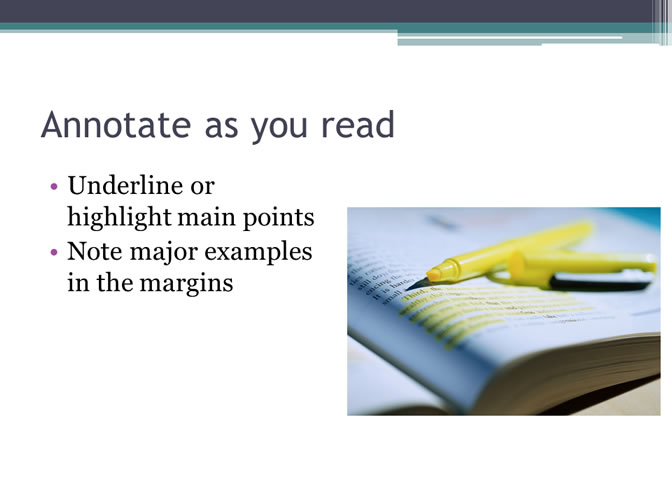 Annotate as you read
• Underline or
highlight main points
• Note major examples
in the margins